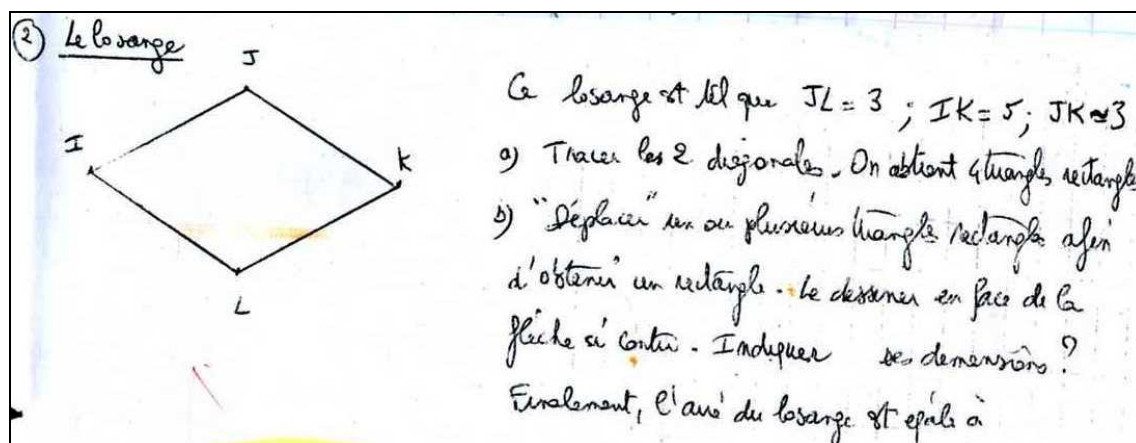 ② Le losange
J
I
K
L
Ce losange est tel que JL = 3 ; IK = 5 ; JK ≃ 3
a) Tracer les 2 diagonales. On obtient 4 triangles rectangles
b) "Déplacer" un ou plusieurs triangles rectangles afin
d'obtenir un rectangle. Le dessiner en face de la
flèche si contre. Indiquer ses demensions ?
Finalement, l'aire du losange est égale à